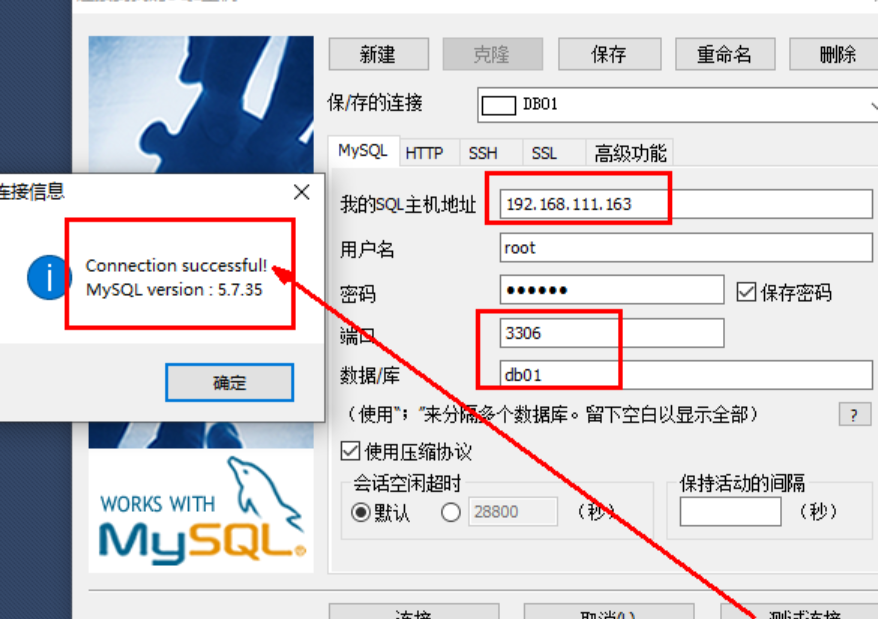 新建
克隆
保存
重命名
删除
保/存的连接
DB01
MySQL
HTTP
SSH
SSL
高级功能
连接信息
Connection successful!
MySQL version : 5.7.35
确定
我的SQL主机地址
192.168.111.163
用户名
root
密码
••••••
保存密码
端口
3306
数据/库
db01
（使用“；”来分隔多个数据库。留下空白以显示全部）
?
使用压缩协议
会话空闲超时
默认
28800
（秒）
保持活动的间隔
（秒）
WORKS WITH
MySQL
连接
取消(L)
测试连接